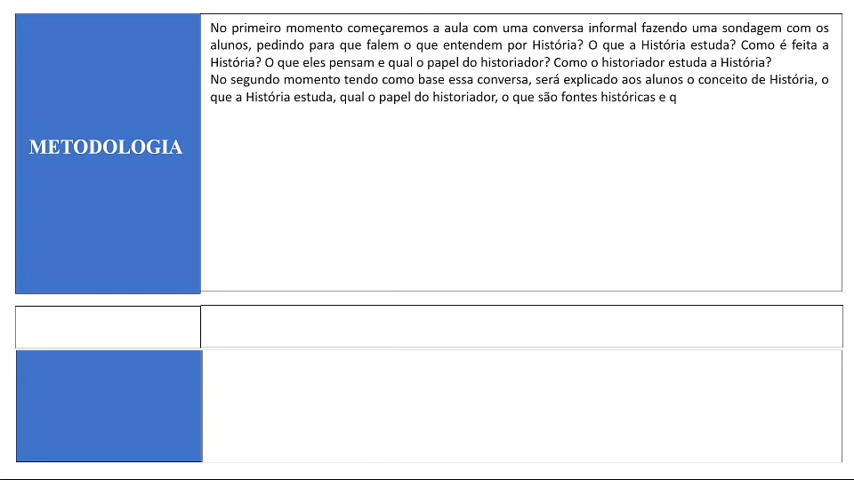 METODOLOGIA
No primeiro momento começaremos a aula com uma conversa informal fazendo uma sondagem com os
alunos, pedindo para que falem o que entendem por História? O que a História estuda? Como é feita a
História? O que eles pensam e qual o papel do historiador? Como o historiador estuda a História?
No segundo momento tendo como base essa conversa, será explicado aos alunos o conceito de História, o
que a História estuda, qual o papel do historiador, o que são fontes históricas e q